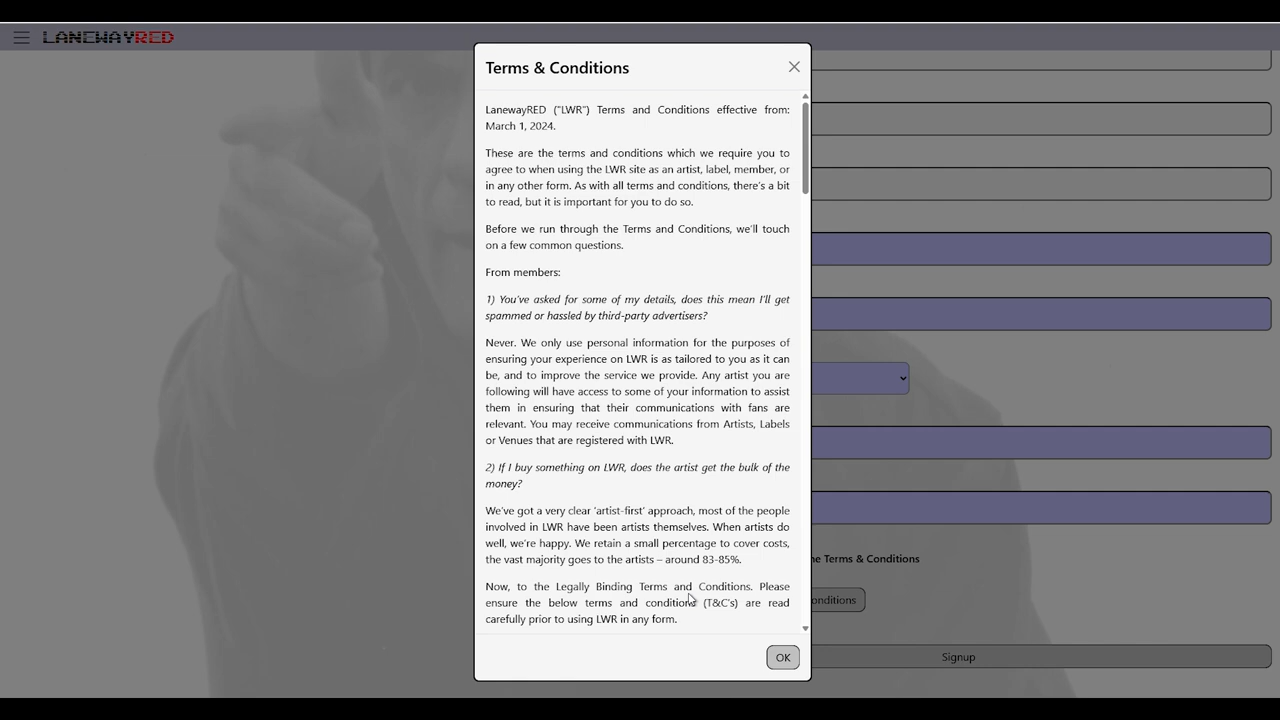 LANEWAYRED
Terms & Conditions
LanewayRED ("LWR") Terms and Conditions effective from:
March 1, 2024.
These are the terms and conditions which we require you to
agree to when using the LWR site as an artist, label, member, or
in any other form. As with all terms and conditions, there's a bit
to read, but it is important for you to do so.
Before we run through the Terms and Conditions, we'll touch
on a few common questions.
From members:
1) You've asked for some of my details, does this mean I'll get
spammed or hassled by third-party advertisers?
Never. We only use personal information for the purposes of
ensuring your experience on LWR is as tailored to you as it can
be, and to improve the service we provide. Any artist you are
following will have access to some of your information to assist
them in ensuring that their communications with fans are
relevant. You may receive communications from Artists, Labels
or Venues that are registered with LWR.
2) If I buy something on LWR, does the artist get the bulk of the
money?
We've got a very clear 'artist-first' approach, most of the people
involved in LWR have been artists themselves. When artists do
well, we're happy. We retain a small percentage to cover costs,
the vast majority goes to the artists – around 83-85%.
Now, to the Legally Binding Terms and Conditions. Please
ensure the below terms and conditions (T&C's) are read
carefully prior to using LWR in any form.
OK
Terms & Conditions
Signup